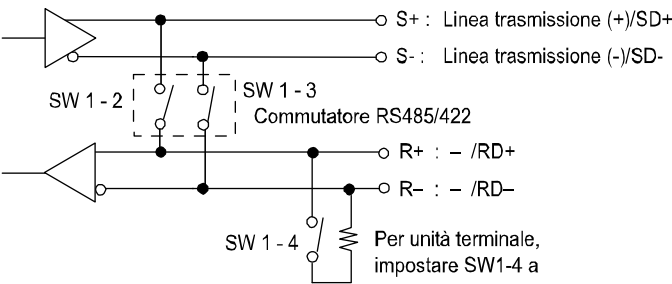 S+ : Linea trasmissione (+)/SD+
S- : Linea trasmissione (-)/SD-
SW 1 - 2
SW 1 - 3
Commutatore RS485/422
R+ : – /RD+
R– : – /RD–
SW 1 - 4
Per unità terminale,
impostare SW1-4 a